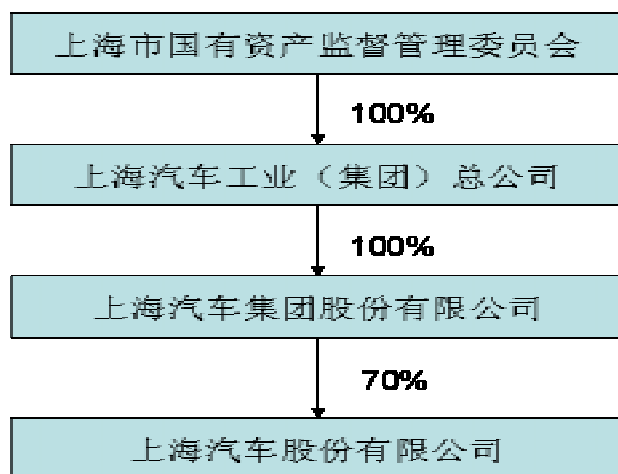 上海市国有资产监督管理委员会
100%
上海汽车工业（集团）总公司
100%
上海汽车集团股份有限公司
70%
上海汽车股份有限公司